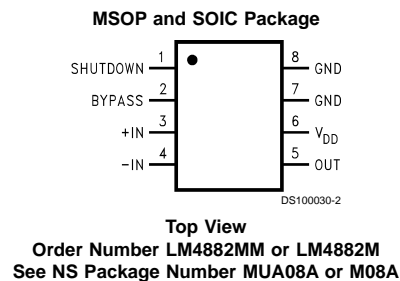 MSOP and SOIC Package
SHUTDOWN 1 8 GND
BYPASS 2 7 GND
+IN 3 6 VDD
−IN 4 5 OUT
DS100030-2
Top View
Order Number LM4882MM or LM4882M
See NS Package Number MUA08A or M08A